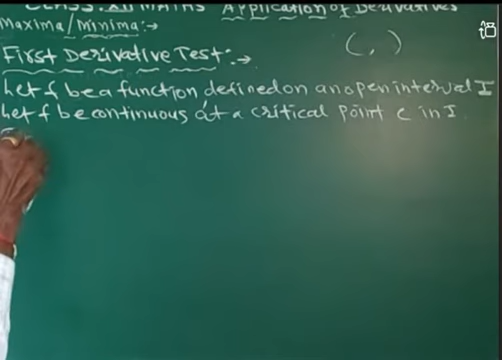 CLASS:XII MATHS Application of Derivatives
Maxima/Minima:→
( , )
First Derivative Test:→
Let f be a function defined on an open interval I
Let f be continuous at a critical point c in I.